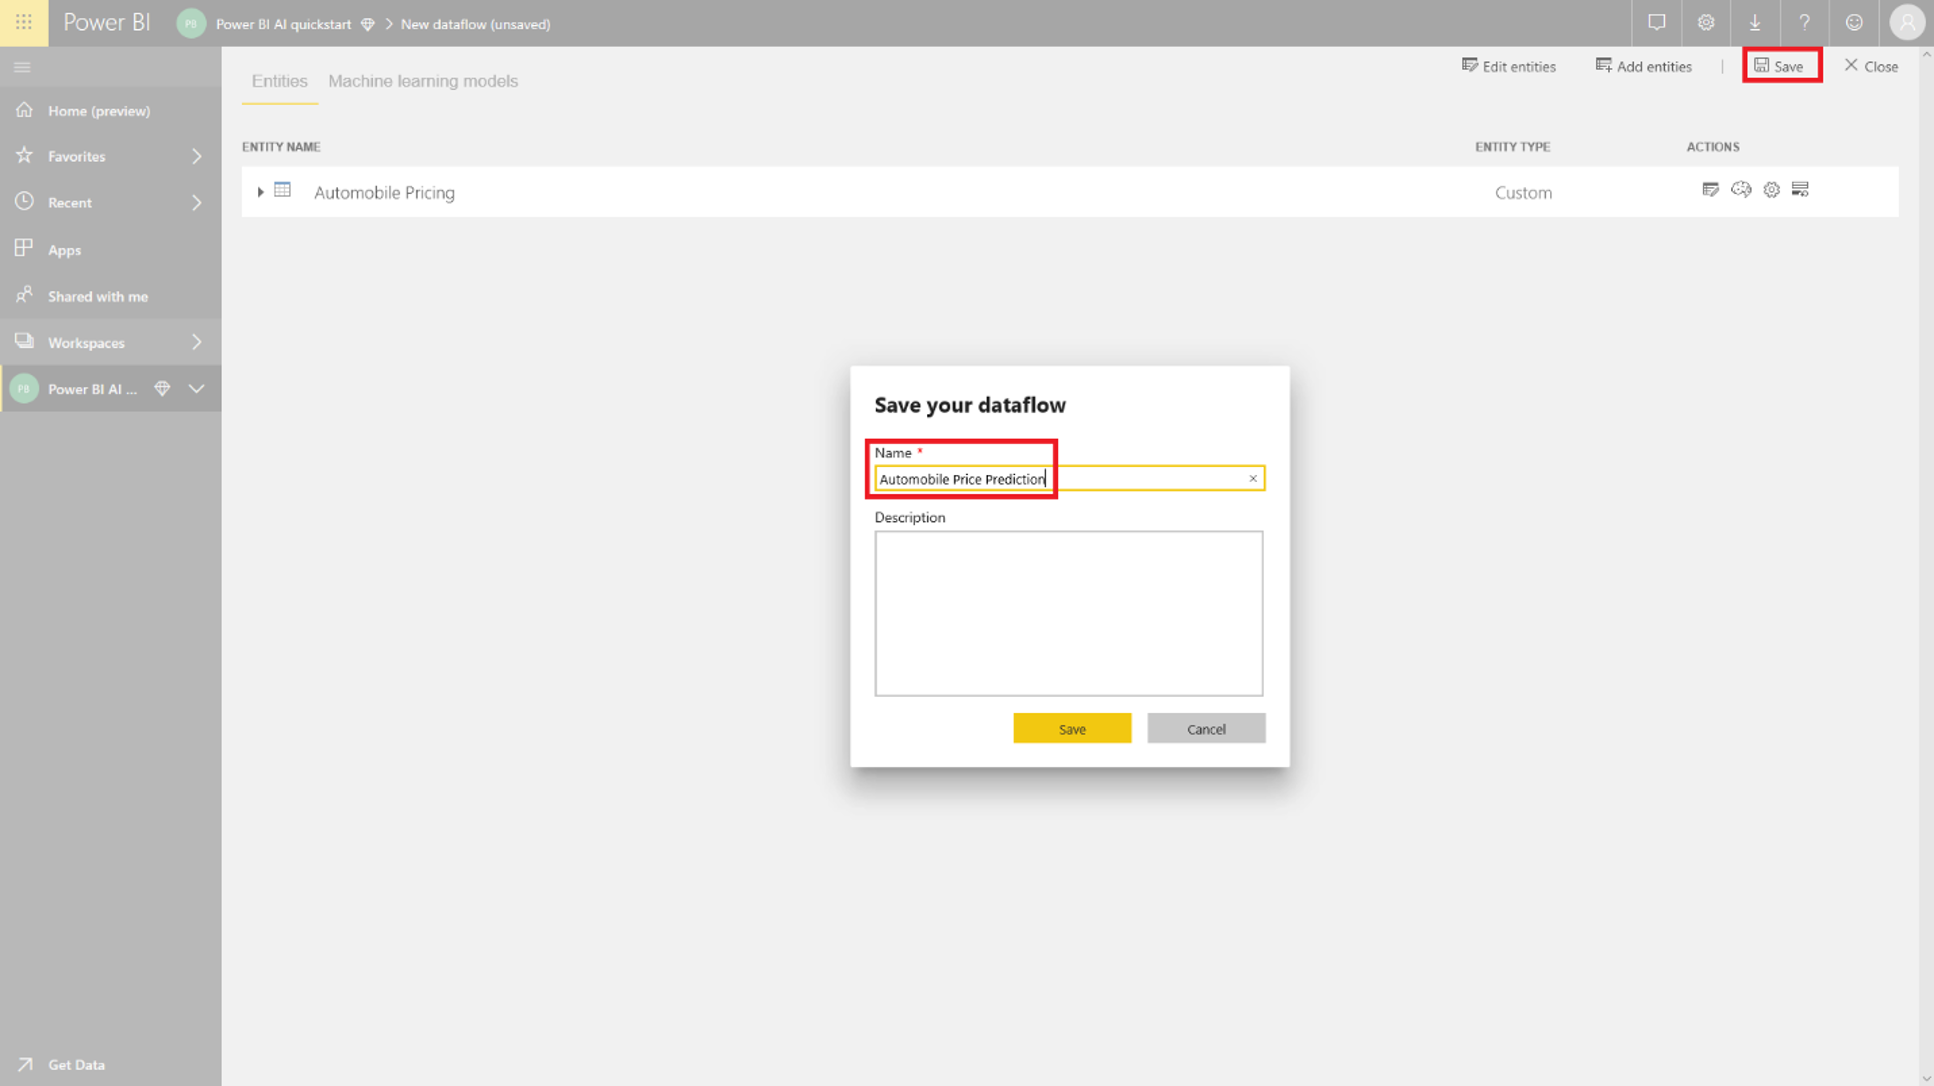 Power BI PB Power BI AI quickstart > New dataflow (unsaved) ?
Edit entities Add entities | Save Close
Entities Machine learning models
Home (preview)
Favorites
Recent
Apps
Shared with me
Workspaces
PB Power BI AI ...
Get Data
ENTITY NAME ENTITY TYPE ACTIONS
Automobile Pricing Custom
Save your dataflow
Name *
Automobile Price Prediction
Description
Save Cancel